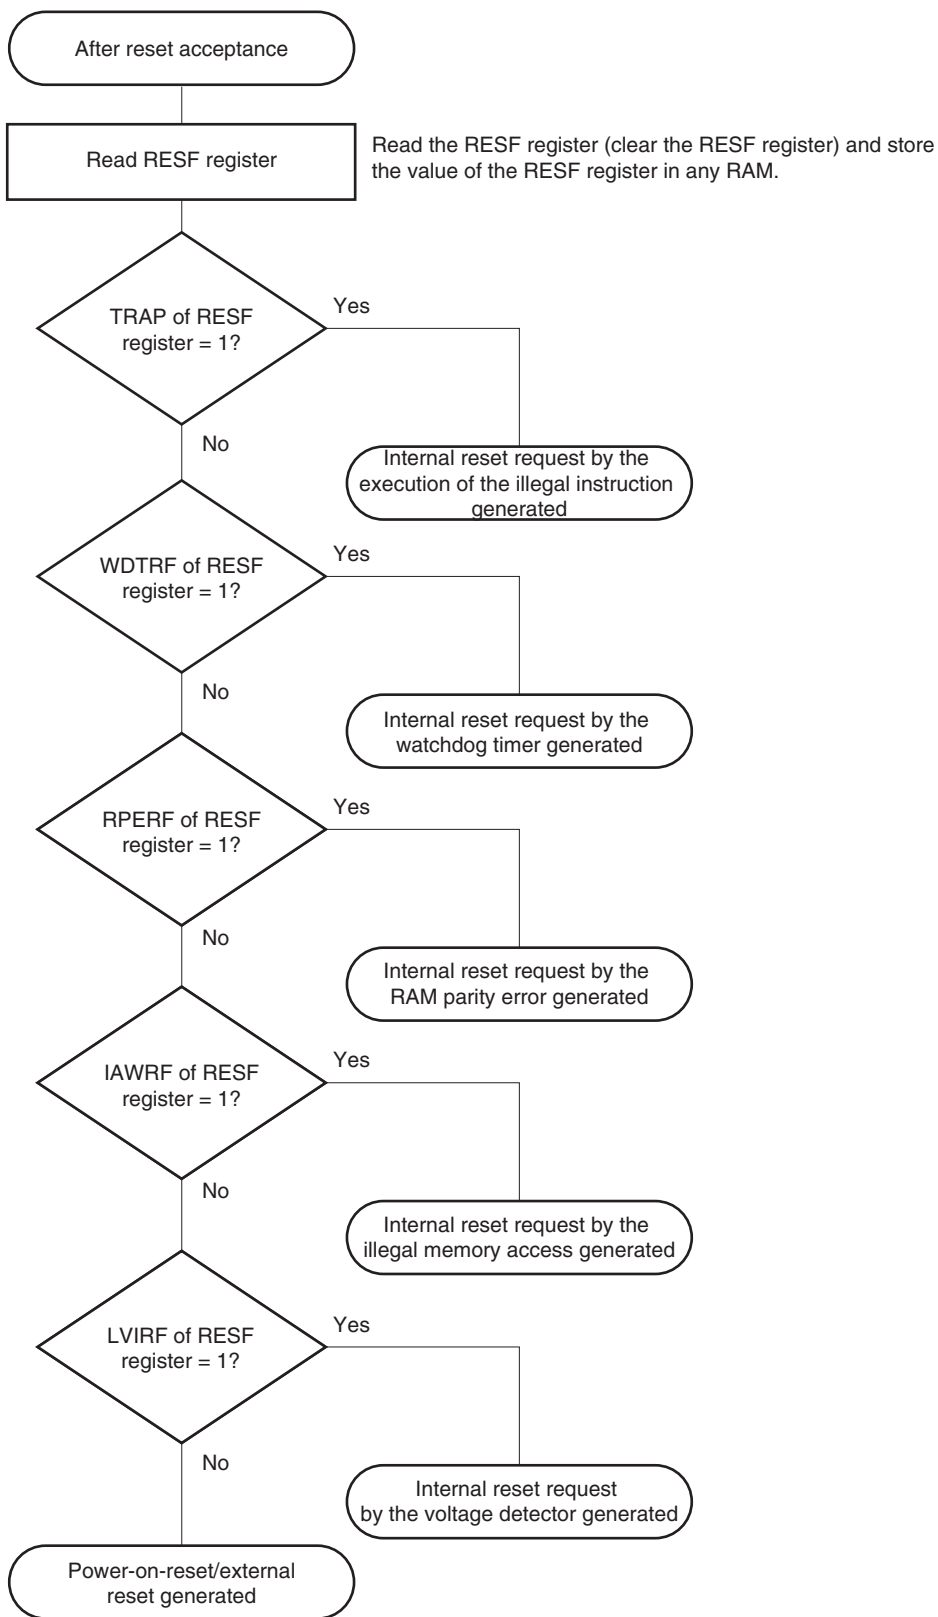 After reset acceptance
Read RESF register
Read the RESF register (clear the RESF register) and store
the value of the RESF register in any RAM.
TRAP of RESF
register = 1?
Yes
No
Internal reset request by the
execution of the illegal instruction
generated
WDTRF of RESF
register = 1?
Yes
No
Internal reset request by the
watchdog timer generated
RPERF of RESF
register = 1?
Yes
No
Internal reset request by the
RAM parity error generated
IAWRF of RESF
register = 1?
Yes
No
Internal reset request by the
illegal memory access generated
LVIRF of RESF
register = 1?
Yes
No
Internal reset request
by the voltage detector generated
Power-on-reset/external
reset generated